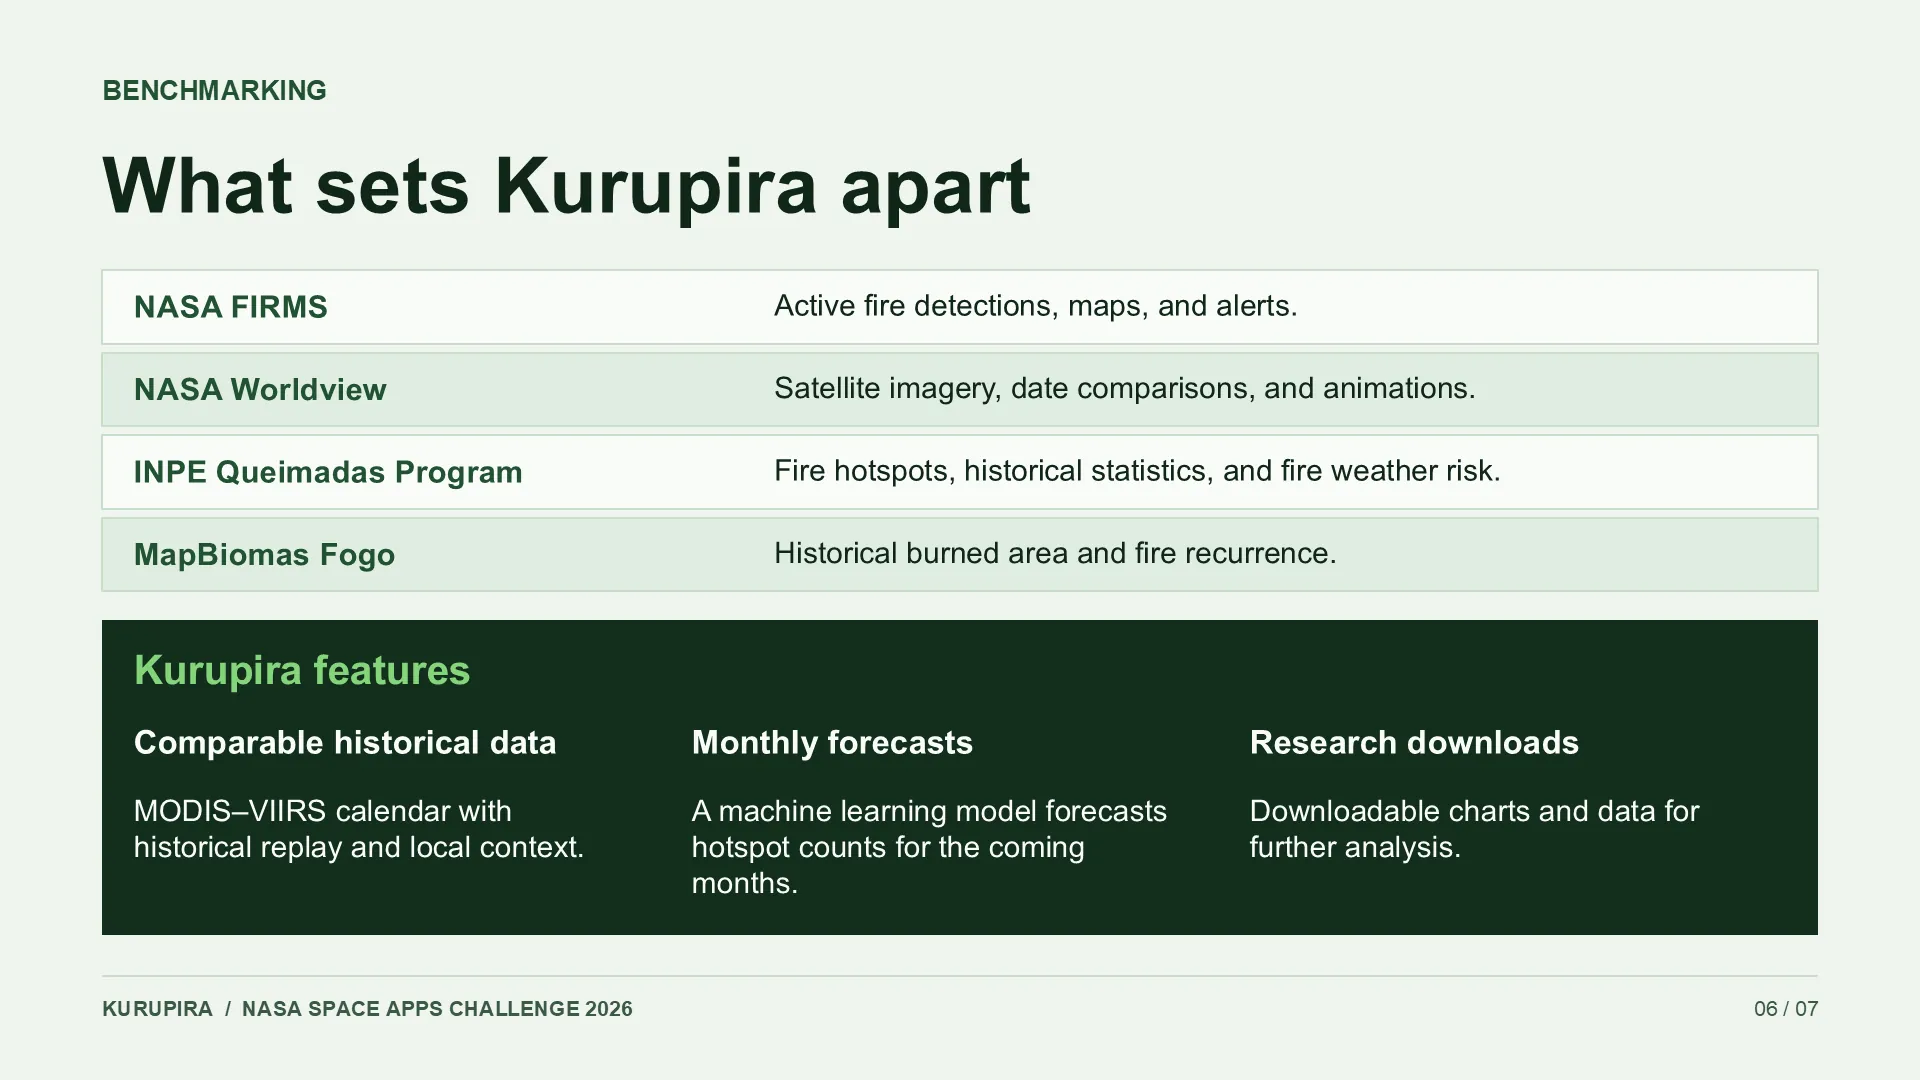 BENCHMARKING
What sets Kurupira apart
NASA FIRMS
Active fire detections, maps, and alerts.
NASA Worldview
Satellite imagery, date comparisons, and animations.
INPE Queimadas Program
Fire hotspots, historical statistics, and fire weather risk.
MapBiomas Fogo
Historical burned area and fire recurrence.
Kurupira features
Comparable historical data
MODIS–VIIRS calendar with
historical replay and local context.
Monthly forecasts
A machine learning model forecasts
hotspot counts for the coming
months.
Research downloads
Downloadable charts and data for
further analysis.
KURUPIRA / NASA SPACE APPS CHALLENGE 2026
06 / 07